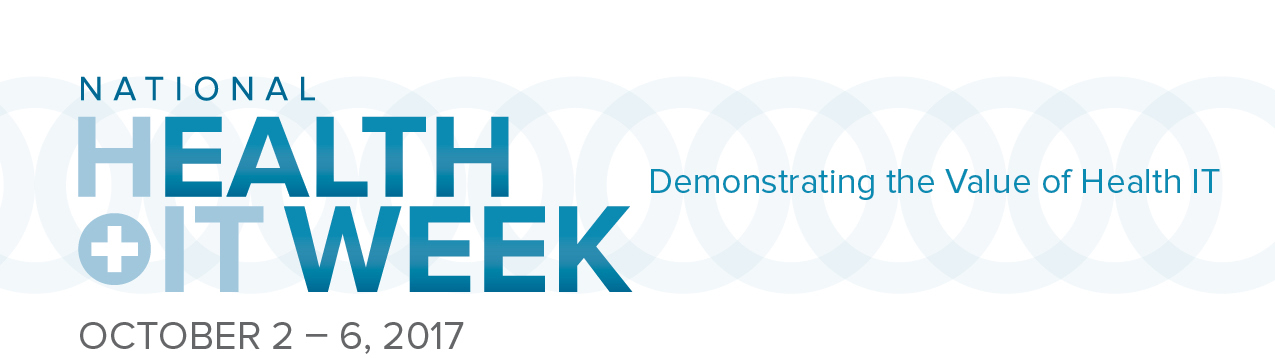 NATIONAL
HEALTH
IT WEEK
Demonstrating the Value of Health IT
OCTOBER 2 – 6, 2017